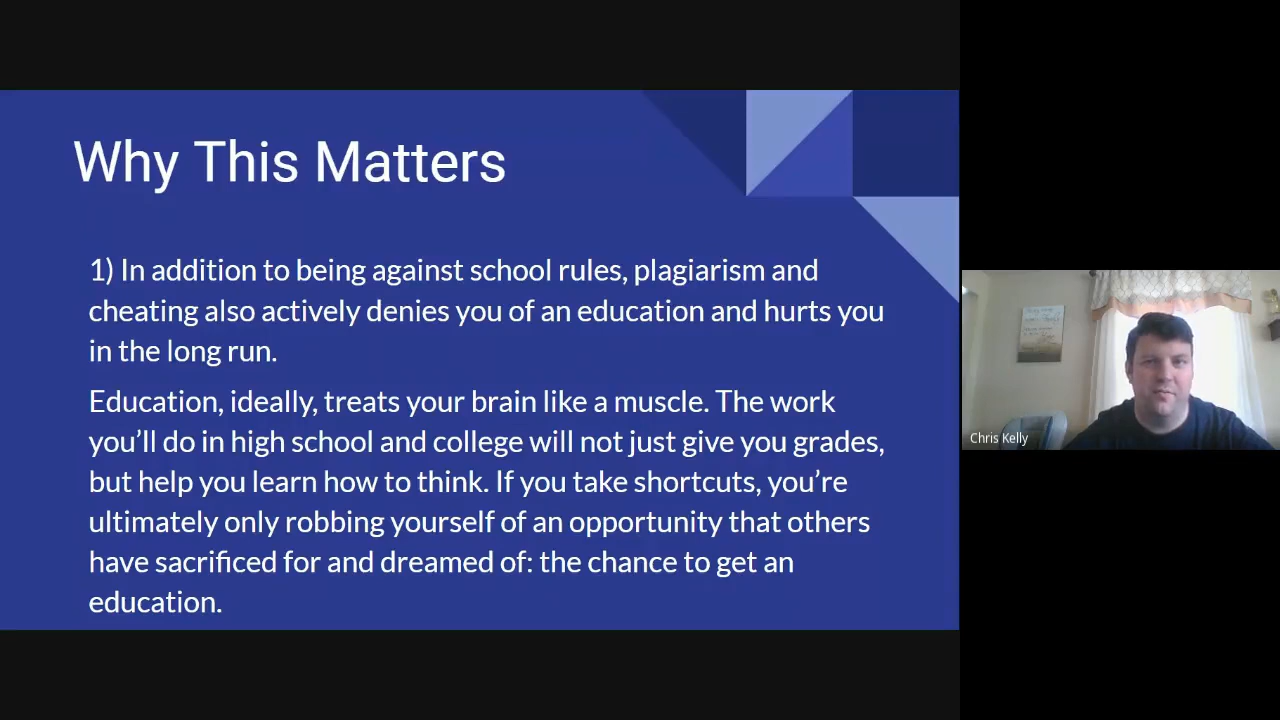 Why This Matters
1) In addition to being against school rules, plagiarism and
cheating also actively denies you of an education and hurts you
in the long run.
Education, ideally, treats your brain like a muscle. The work
you’ll do in high school and college will not just give you grades,
but help you learn how to think. If you take shortcuts, you’re
ultimately only robbing yourself of an opportunity that others
have sacrificed for and dreamed of: the chance to get an
education.
Chris Kelly